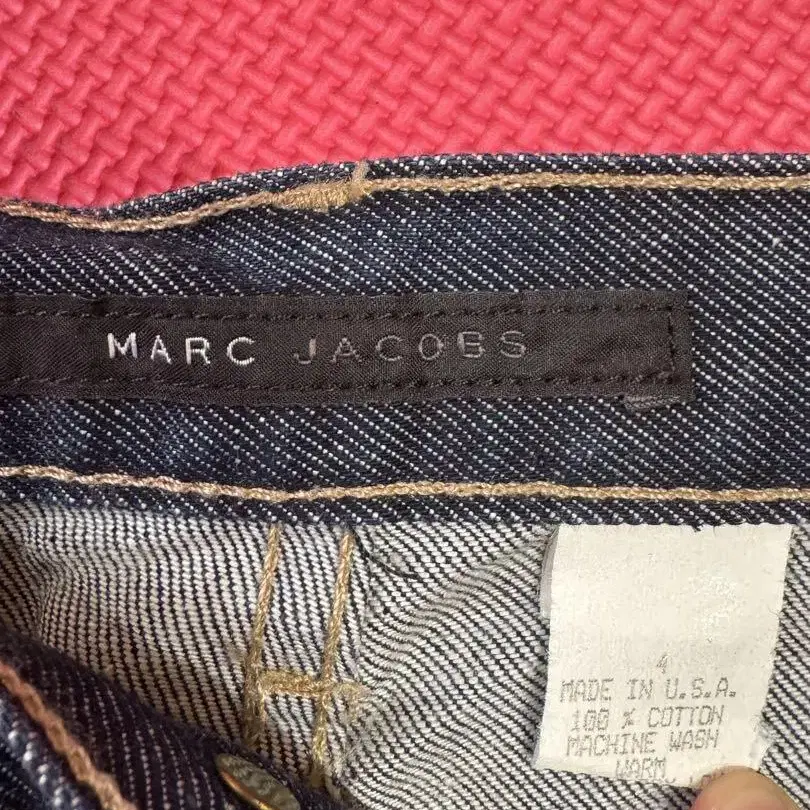 MARC JACOBS
4
MADE IN U.S.A.
100 % COTTON
MACHINE WASH
WARM,